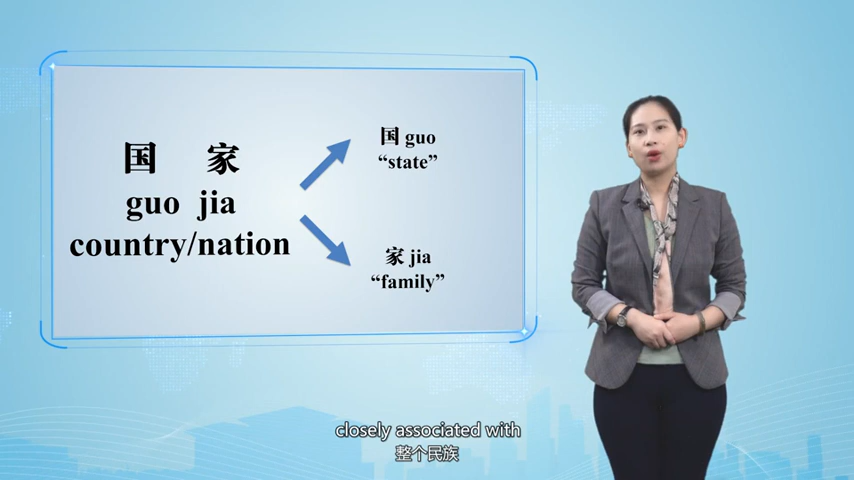 国 家
guo jia
country/nation
国 guo
“state”
家 jia
“family”
closely associated with
整个民族